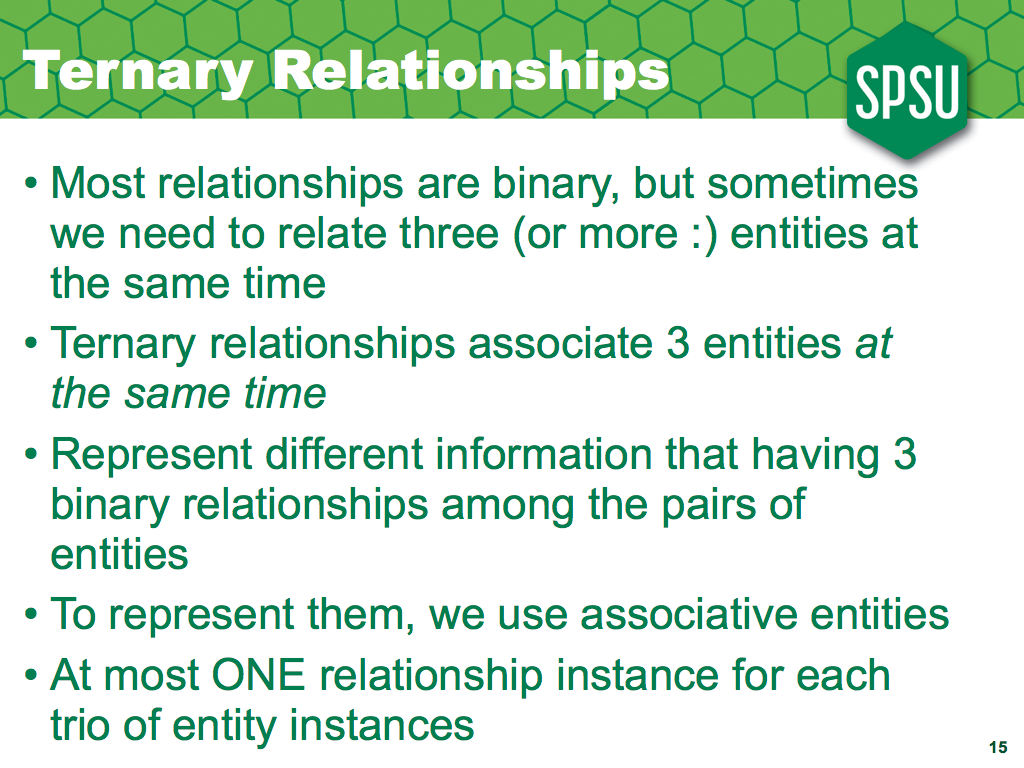 Ternary Relationships
SPSU
• Most relationships are binary, but sometimes
we need to relate three (or more :) entities at
the same time
• Ternary relationships associate 3 entities at
the same time
• Represent different information that having 3
binary relationships among the pairs of
entities
• To represent them, we use associative entities
• At most ONE relationship instance for each
trio of entity instances
15